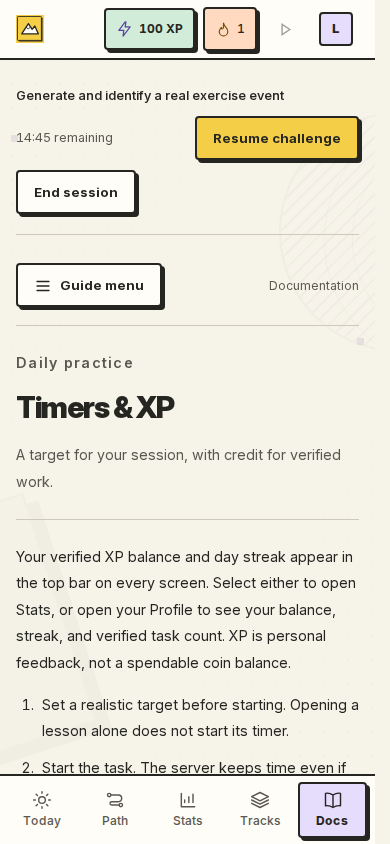 100 XP
1
L
Generate and identify a real exercise event
14:45 remaining
Resume challenge
End session
Guide menu
Documentation
Daily practice
Timers & XP
A target for your session, with credit for verified
work.
Your verified XP balance and day streak appear in
the top bar on every screen. Select either to open
Stats, or open your Profile to see your balance,
streak, and verified task count. XP is personal
feedback, not a spendable coin balance.
1. Set a realistic target before starting. Opening a
lesson alone does not start its timer.
2. Start the task. The server keeps time even if
Today
Path
Stats
Tracks
Docs